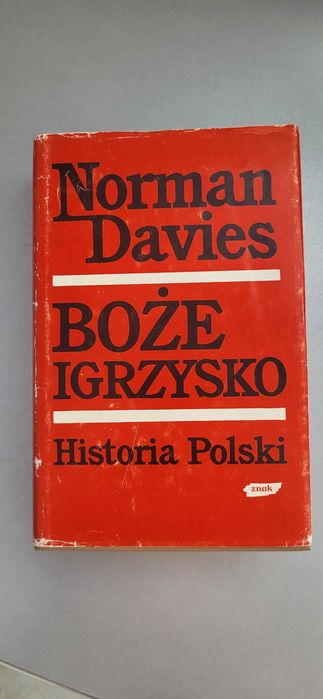 Norman
Davies
BOŻE
IGRZYSKO
Historia Polski
znak